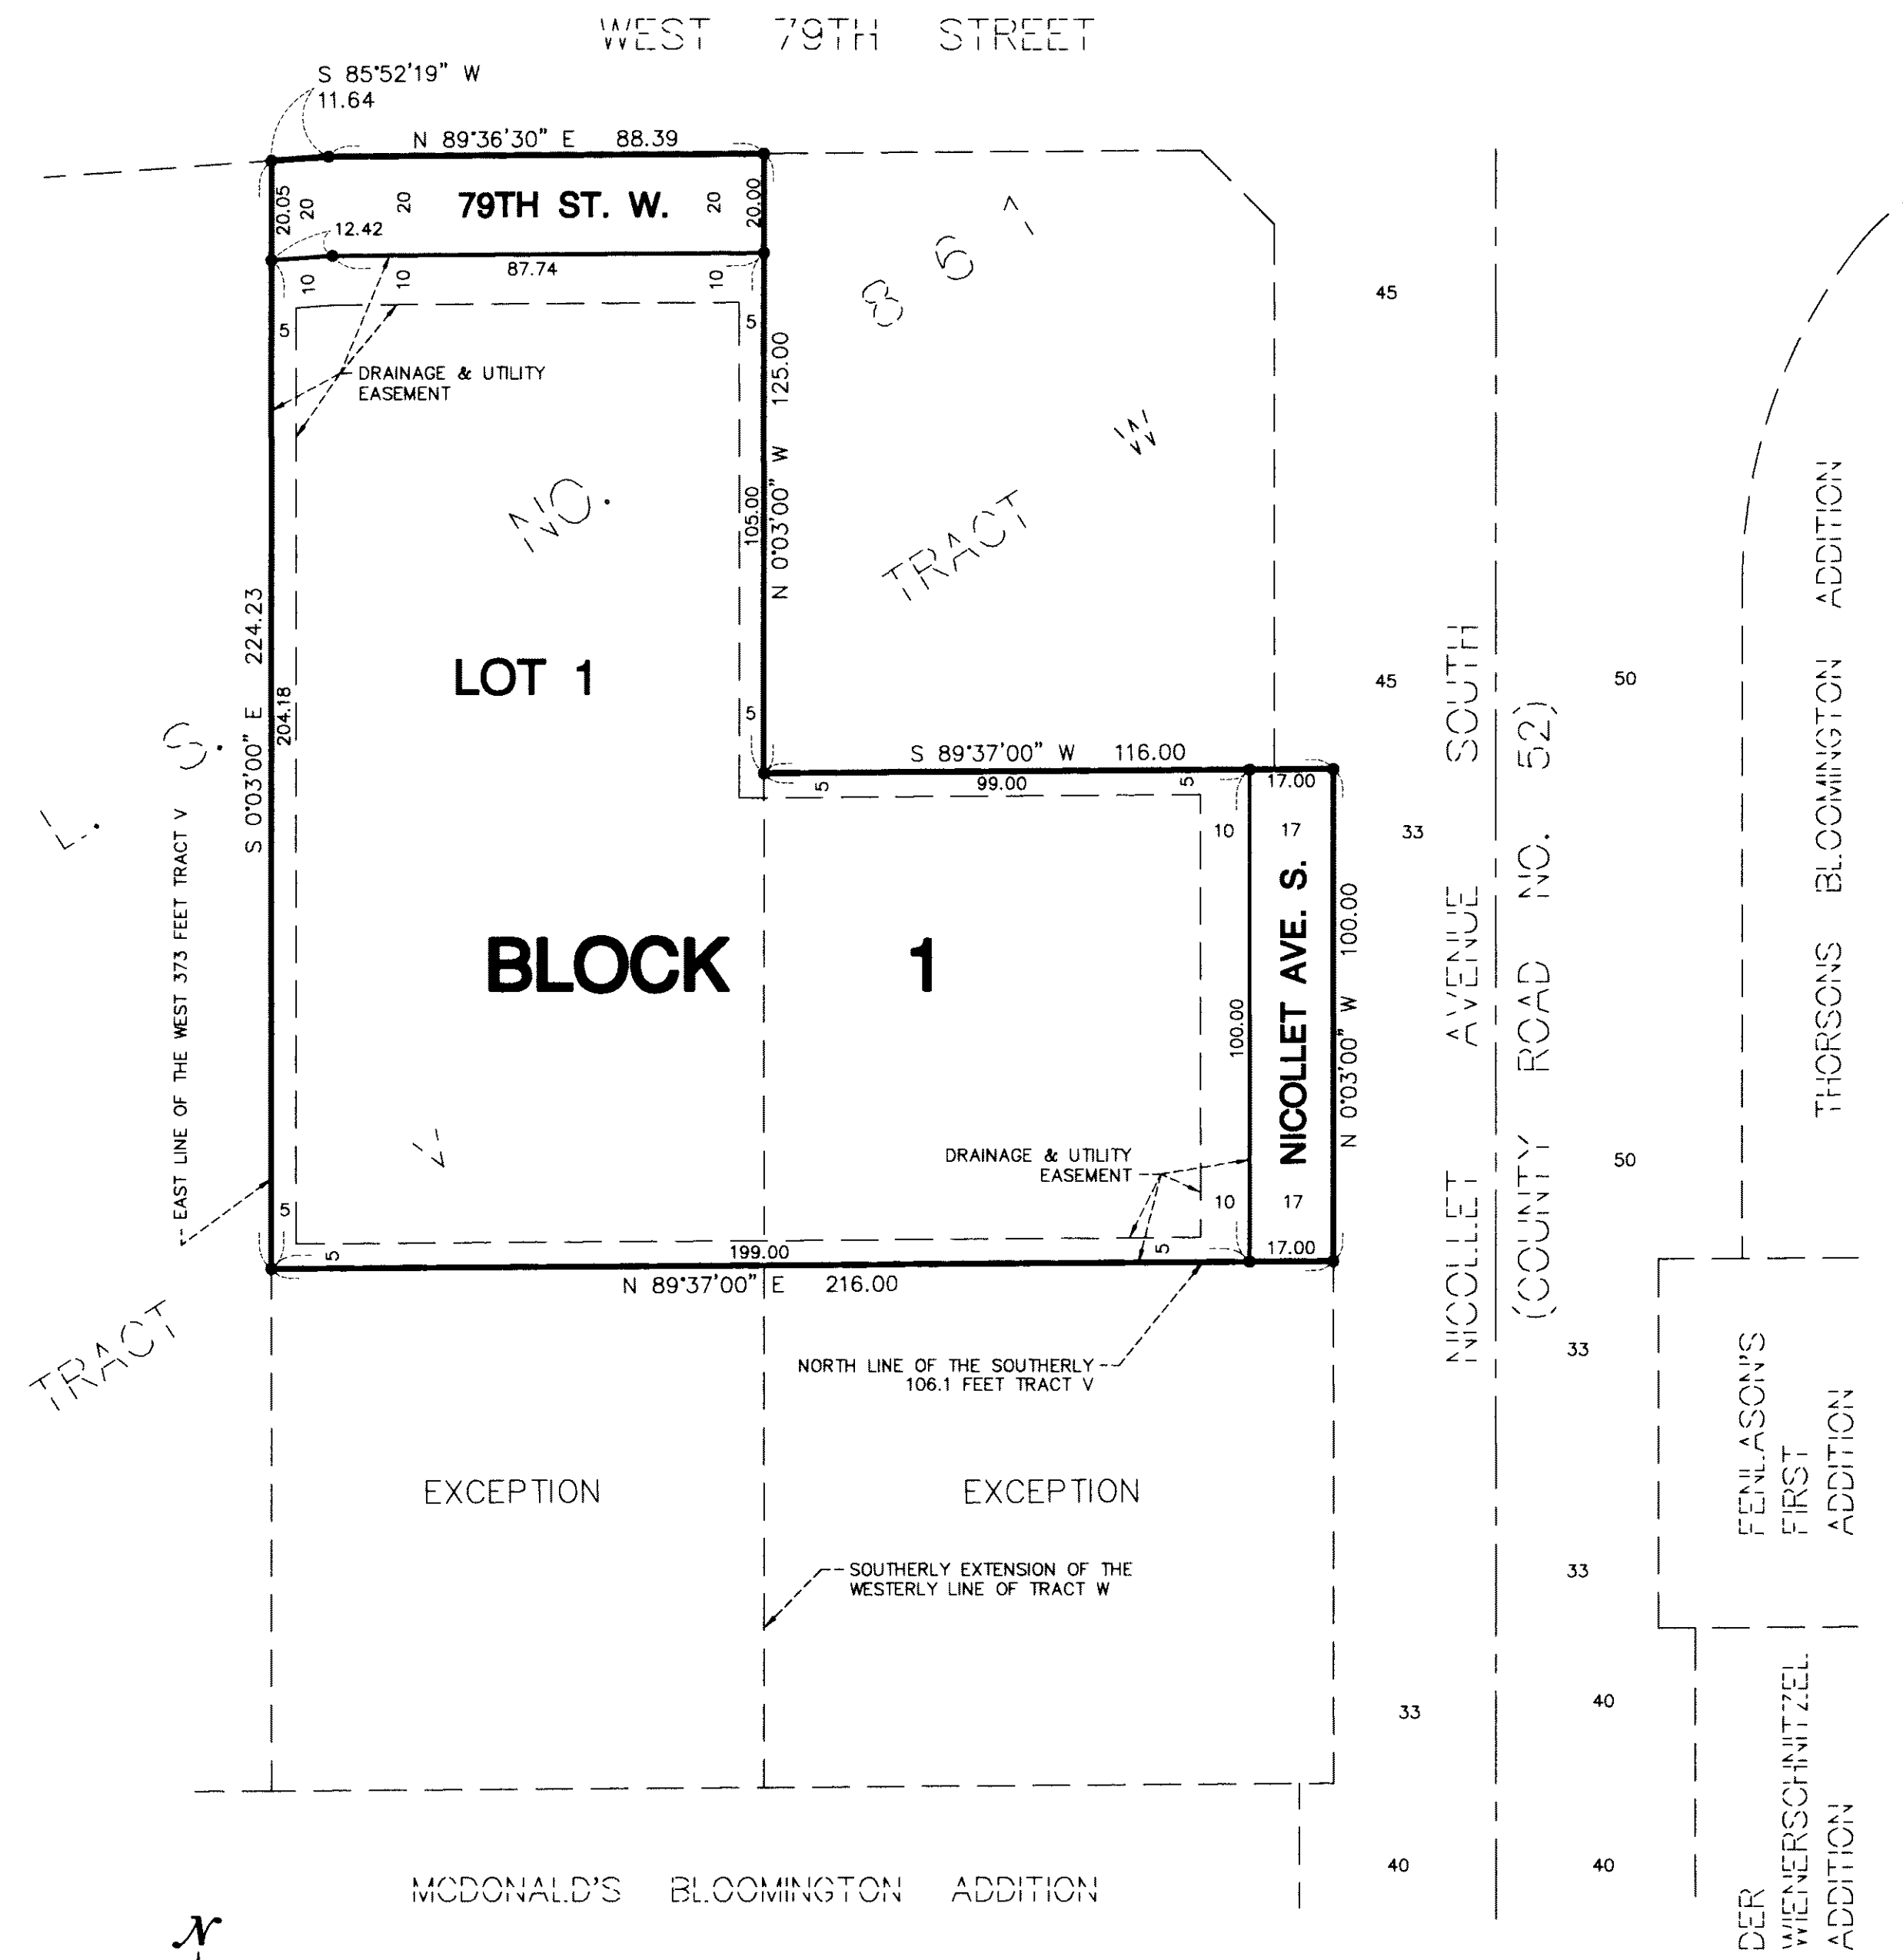 WEST 79TH STREET
S 85°52'19" W
11.64
N 89°36'30" E 88.39
20.05
20
20
79TH ST. W.
20
20.00
12.42
87.74
10
10
10
5
5
DRAINAGE & UTILITY
EASEMENT
N 0°03'00" W 125.00
105.00
8 6 1
TRACT W
L. S. NO.
45
S 0°03'00" E 224.23
204.18
LOT 1
5
45
50
S 89°37'00" W 116.00
5
99.00
5
17.00
10
17
33
EAST LINE OF THE WEST 373 FEET TRACT V
BLOCK 1
100.00
NICOLLET AVE. S.
N 0°03'00" W 100.00
NICOLLET AVENUE SOUTH
(COUNTY ROAD NO. 52)
THORSONS BLOOMINGTON ADDITION
TRACT V
DRAINAGE & UTILITY
EASEMENT
10
17
50
5
5
199.00
5
17.00
N 89°37'00" E 216.00
NORTH LINE OF THE SOUTHERLY
106.1 FEET TRACT V
33
FENLASON'S
FIRST
ADDITION
EXCEPTION
EXCEPTION
SOUTHERLY EXTENSION OF THE
WESTERLY LINE OF TRACT W
33
33
40
MCDONALD'S BLOOMINGTON ADDITION
40
40
DER
WIENERSCHNITZEL
ADDITION
N